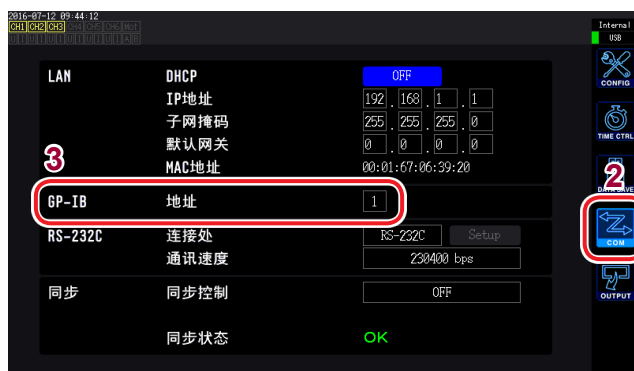 2016-07-12 09:44:12
CH1 CH2 CH3 CH4 CH5 CH6 Mot
U I U I U I U I U I U I A B
Internal
USB
CONFIG
TIME CTRL
2
DATA SAVE
COM
OUTPUT
LAN DHCP OFF
IP地址 192 . 168 . 1 . 1
子网掩码 255 . 255 . 255 . 0
默认网关 0 . 0 . 0 . 0
3
MAC地址 00:01:67:06:39:20
GP-IB 地址 1
RS-232C 连接处 RS-232C Setup
通讯速度 230400 bps
同步 同步控制 OFF
同步状态 OK